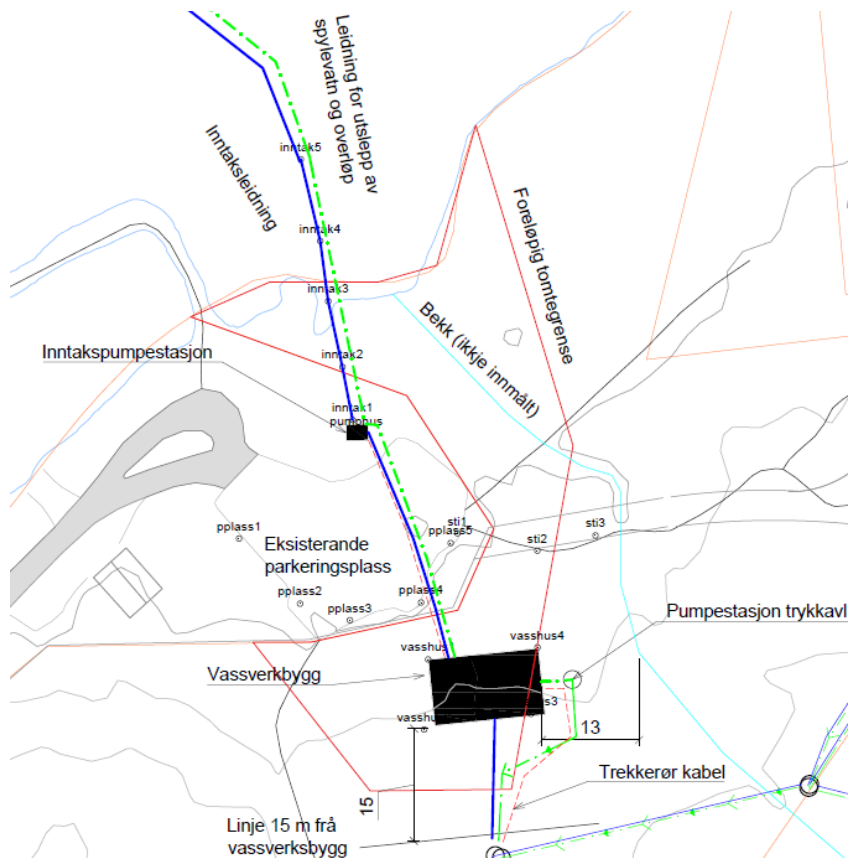 Leidning for utslepp av
spylevatn og overløp
Inntaksleidning
inntak5
inntak4
Foreløpig tomtegrense
inntak3
Bekk (ikkje innmålt)
Inntakspumpestasjon
inntak2
inntak1
pumphus
sti1
pplass1
pplass5
sti3
sti2
Eksisterande
parkeringsplass
pplass2
pplass4
pplass3
Pumpestasjon trykkavl
vasshus
vasshus4
Vassverkbygg
13
15
Trekkerør kabel
Linje 15 m frå
vassverksbygg